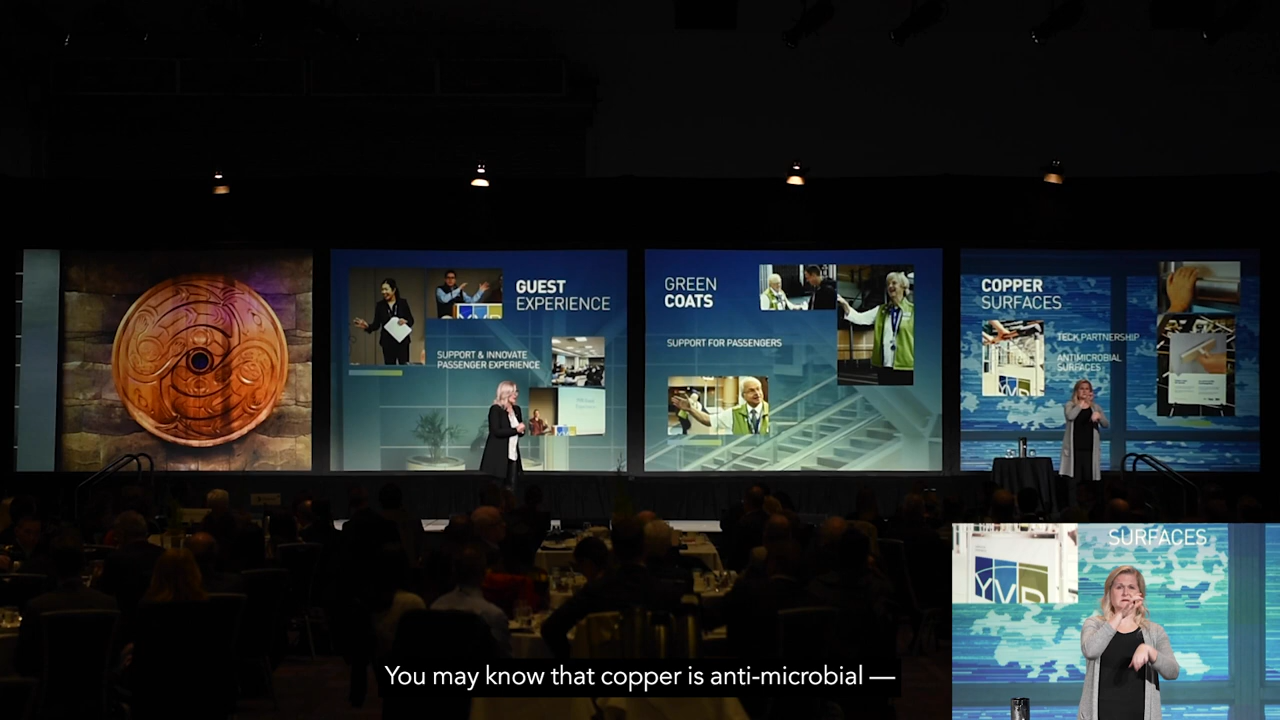 GUEST
EXPERIENCE
SUPPORT & INNOVATE
PASSENGER EXPERIENCE
GREEN
COATS
SUPPORT FOR PASSENGERS
COPPER
SURFACES
TECK PARTNERSHIP
ANTIMICROBIAL
SURFACES
SURFACES
YVR
You may know that copper is anti-microbial —